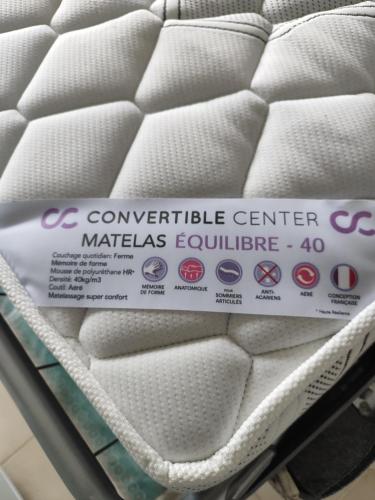 CONVERTIBLE CENTER
MATELAS ÉQUILIBRE - 40
Couchage quotidien: Ferme
Mémoire de forme
Mousse de polyuréthane HR*
Densité: 40kg/m3
Coutil: Aéré
Matelassage super confort
MÉMOIRE
DE FORME
ANATOMIQUE
POUR
SOMMIERS
ARTICULÉS
ANTI-
ACARIENS
AÉRÉ
CONCEPTION
FRANÇAISE
* Haute Résilience